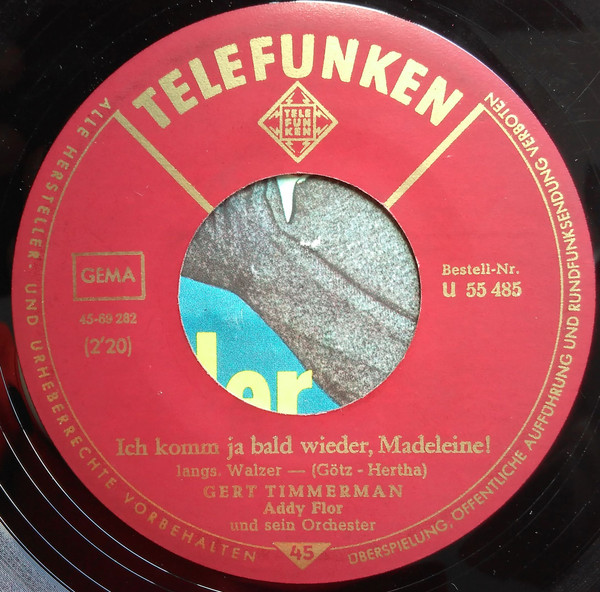 TELEFUNKEN
TELE
FUN
KEN
ALLE HERSTELLER- UND URHEBERRECHTE VORBEHALTEN
ÜBERSPIELUNG, ÖFFENTLICHE AUFFÜHRUNG UND RUNDFUNKSENDUNG VERBOTEN
GEMA
45-69 282
(2'20)
Bestell-Nr.
U 55 485
ler
Ich komm ja bald wieder, Madeleine!
langs. Walzer — (Götz - Hertha)
GERT TIMMERMAN
Addy Flor
und sein Orchester
45